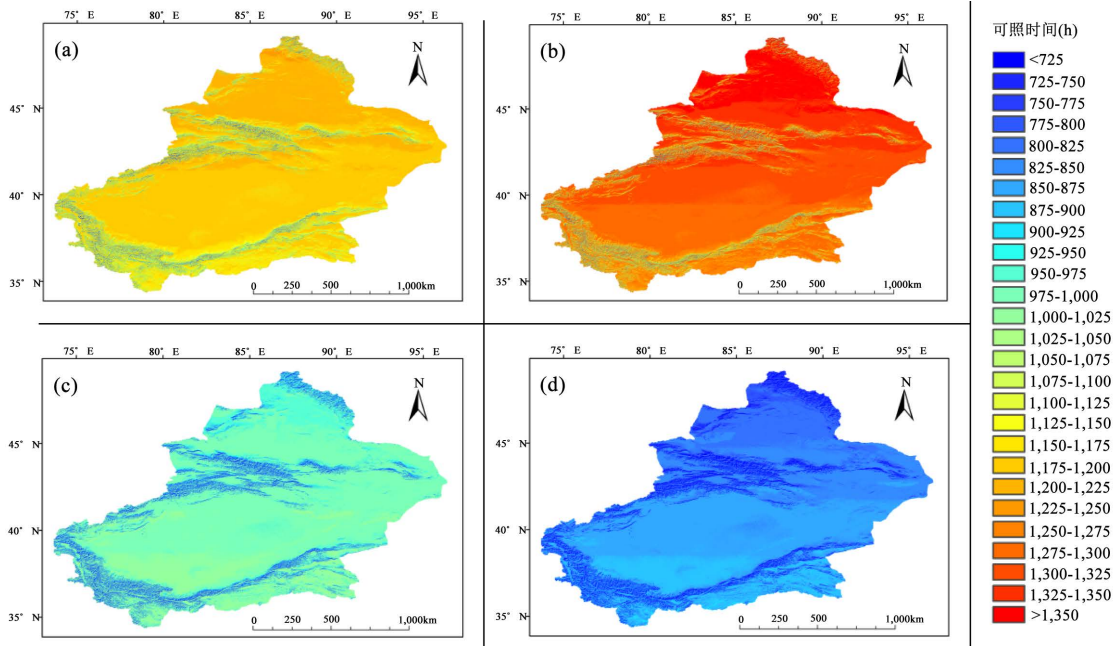 75° E 80° E 85° E 90° E 95° E
(a)
N
45° N
40° N
35° N
0 250 500 1,000km
75° E 80° E 85° E 90° E 95° E
(b)
N
45° N
40° N
35° N
0 250 500 1,000km
75° E 80° E 85° E 90° E 95° E
(c)
N
45° N
40° N
35° N
0 250 500 1,000km
75° E 80° E 85° E 90° E 95° E
(d)
N
45° N
40° N
35° N
0 250 500 1,000km
可照时间(h)
<725
725-750
750-775
775-800
800-825
825-850
850-875
875-900
900-925
925-950
950-975
975-1,000
1,000-1,025
1,025-1,050
1,050-1,075
1,075-1,100
1,100-1,125
1,125-1,150
1,150-1,175
1,175-1,200
1,200-1,225
1,225-1,250
1,250-1,275
1,275-1,300
1,300-1,325
1,325-1,350
>1,350